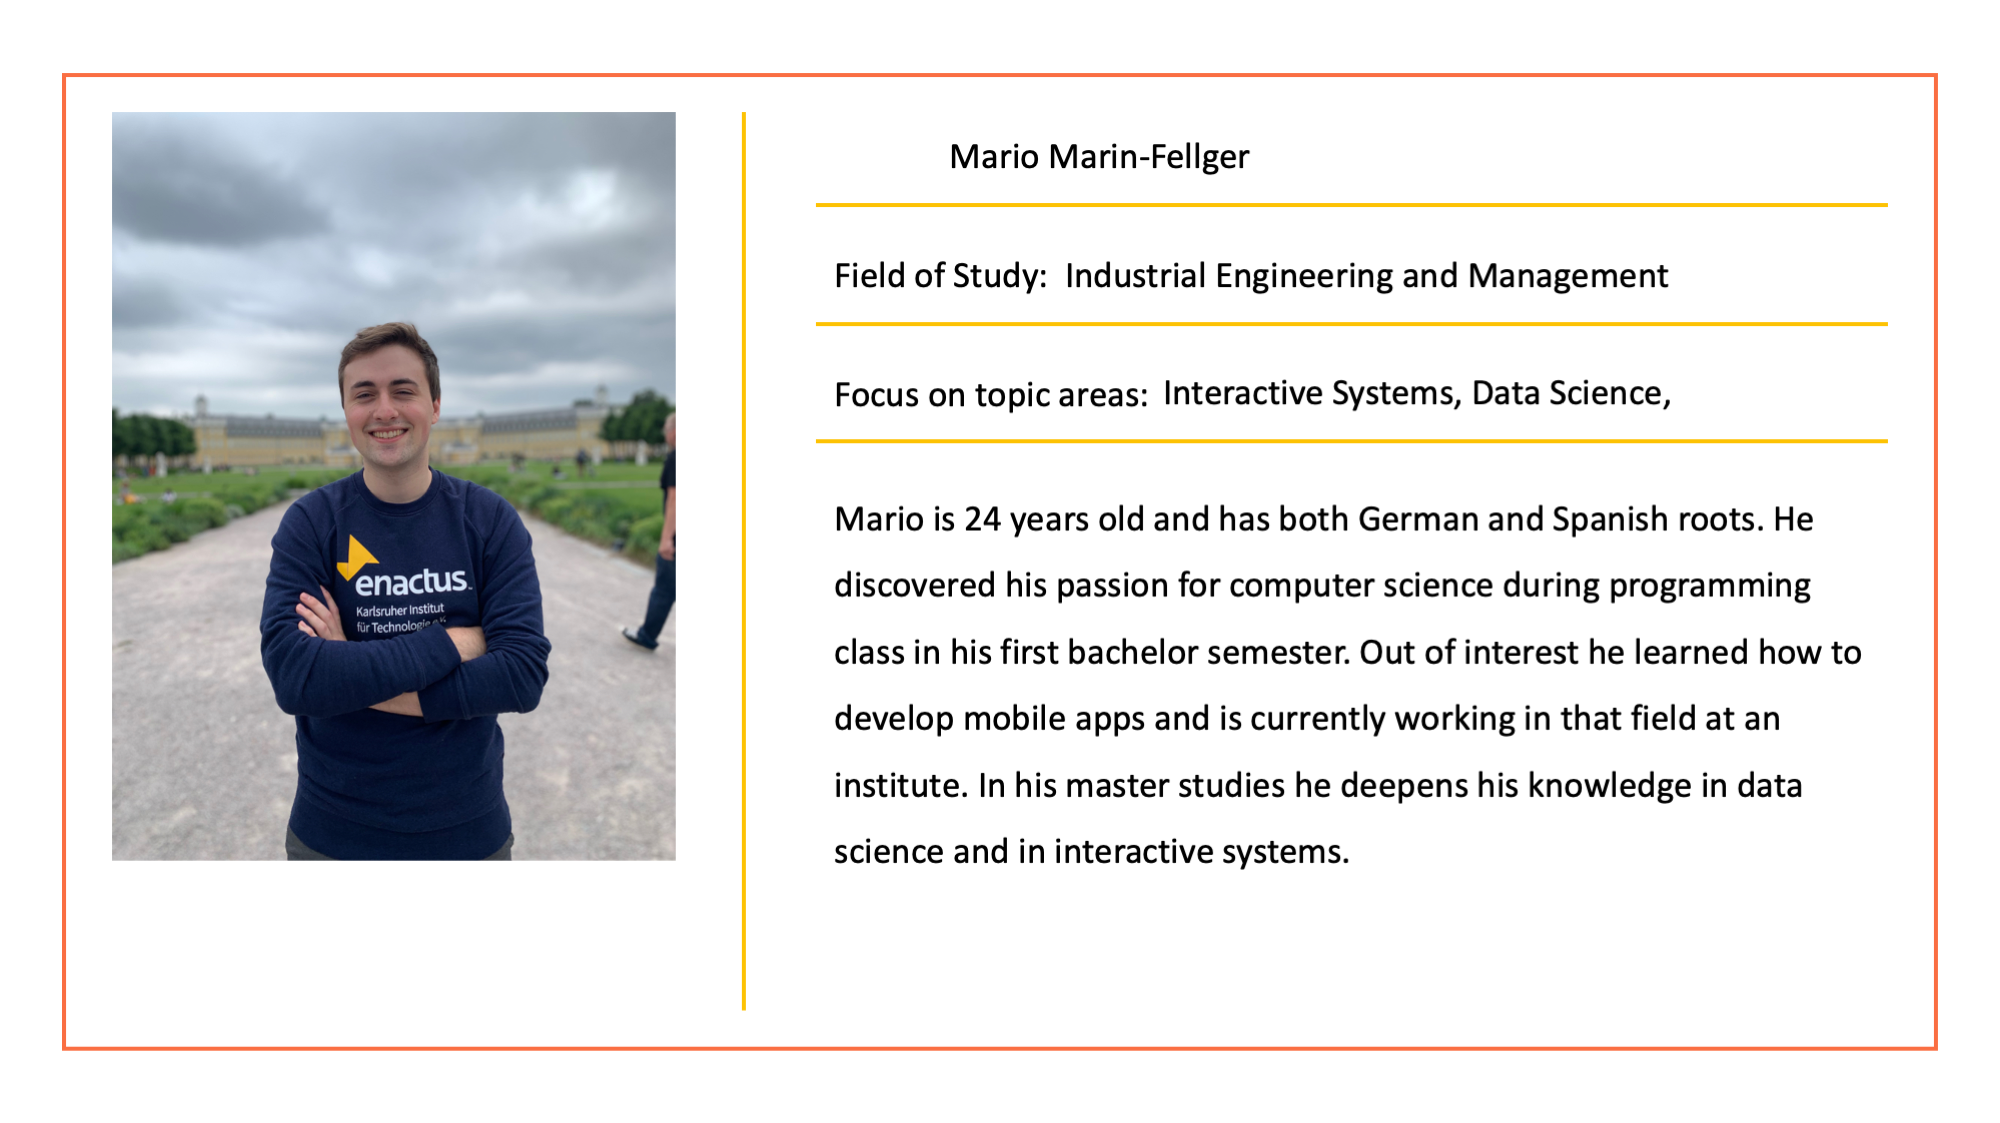 Mario Marin-Fellger
Field of Study: Industrial Engineering and Management
Focus on topic areas: Interactive Systems, Data Science,
Mario is 24 years old and has both German and Spanish roots. He
discovered his passion for computer science during programming
class in his first bachelor semester. Out of interest he learned how to
develop mobile apps and is currently working in that field at an
institute. In his master studies he deepens his knowledge in data
science and in interactive systems.
enactus
Karlsruher Institut
für Technologie e.V.